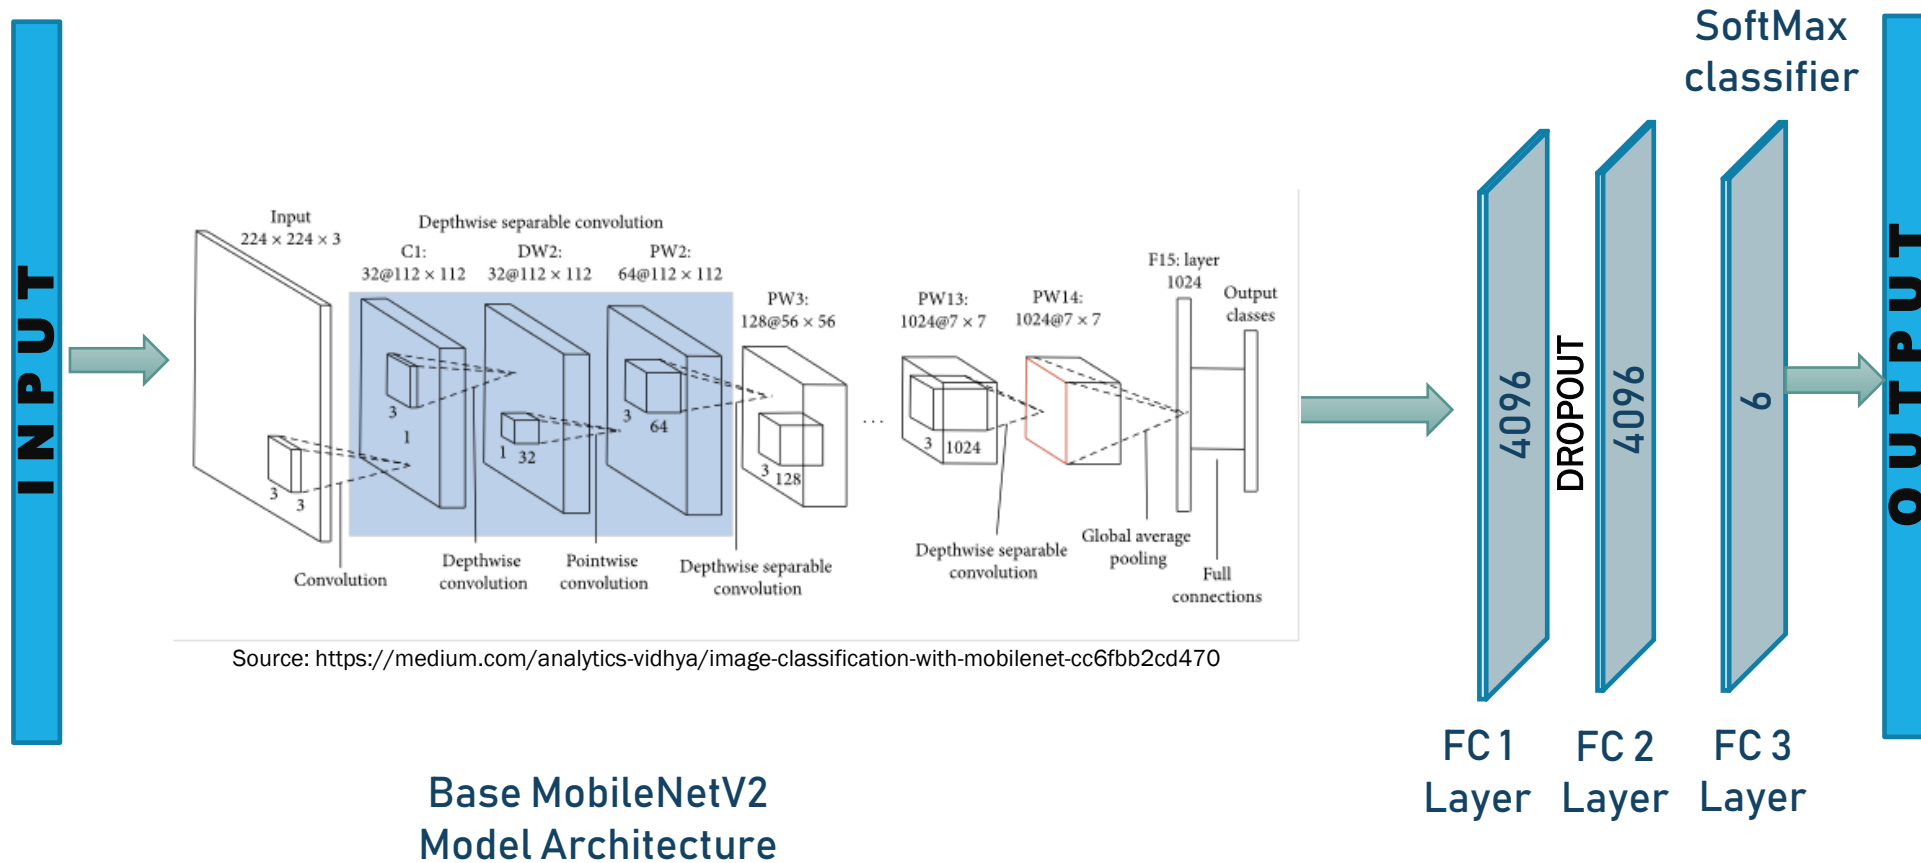 INPUT
Input
224 × 224 × 3
Depthwise separable convolution
C1:
32@112 × 112
DW2:
32@112 × 112
PW2:
64@112 × 112
PW3:
128@56 × 56
...
PW13:
1024@7 × 7
PW14:
1024@7 × 7
F15: layer
1024
Output
classes
3
3
3
1
1
32
3
64
3
128
3
1024
Convolution
Depthwise
convolution
Pointwise
convolution
Depthwise separable
convolution
Depthwise separable
convolution
Global average
pooling
Full
connections
Source: https://medium.com/analytics-vidhya/image-classification-with-mobilenet-cc6fbb2cd470
Base MobileNetV2
Model Architecture
4096
DROPOUT
4096
6
SoftMax
classifier
FC 1
Layer
FC 2
Layer
FC 3
Layer
OUTPUT